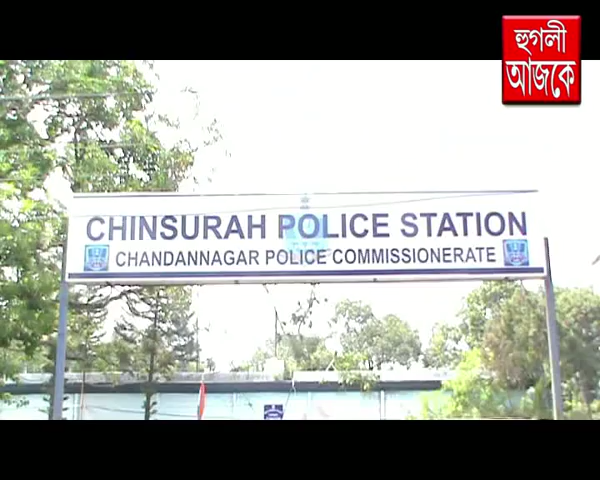 হুগলী
আজকে
CHINSURAH POLICE STATION
CHANDANNAGAR POLICE COMMISSIONERATE